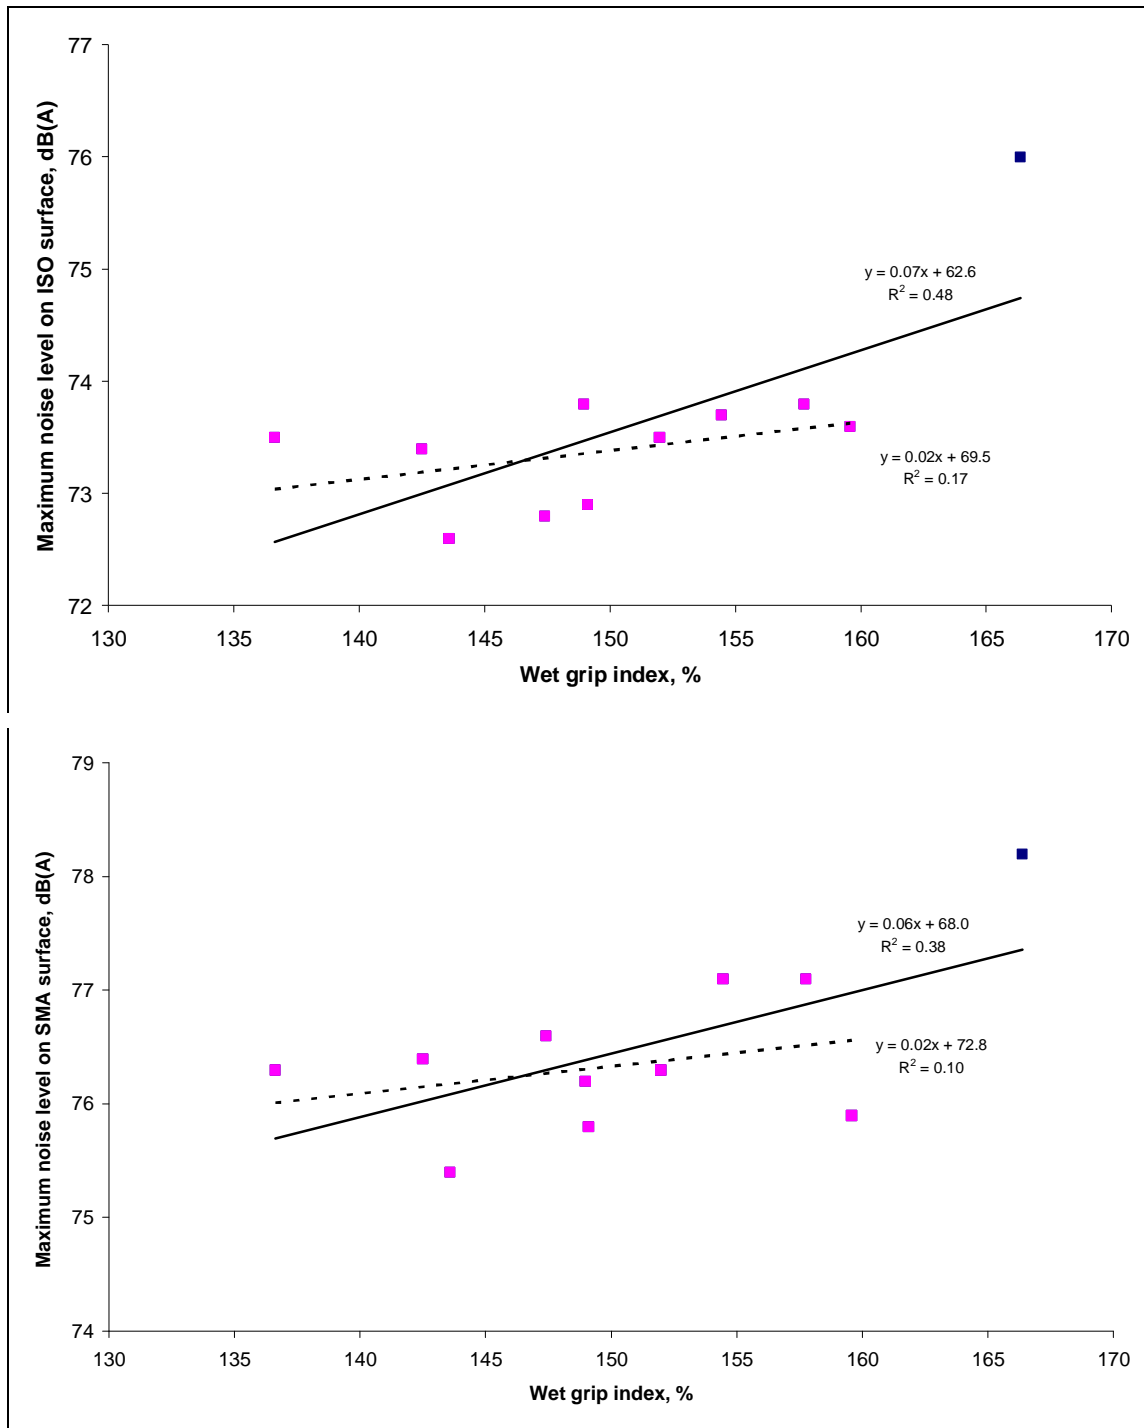 77
76
75
74
73
72
Maximum noise level on ISO surface, dB(A)
y = 0.07x + 62.6
R² = 0.48
y = 0.02x + 69.5
R² = 0.17
130 135 140 145 150 155 160 165 170
Wet grip index, %
79
78
77
76
75
74
Maximum noise level on SMA surface, dB(A)
y = 0.06x + 68.0
R² = 0.38
y = 0.02x + 72.8
R² = 0.10
130 135 140 145 150 155 160 165 170
Wet grip index, %